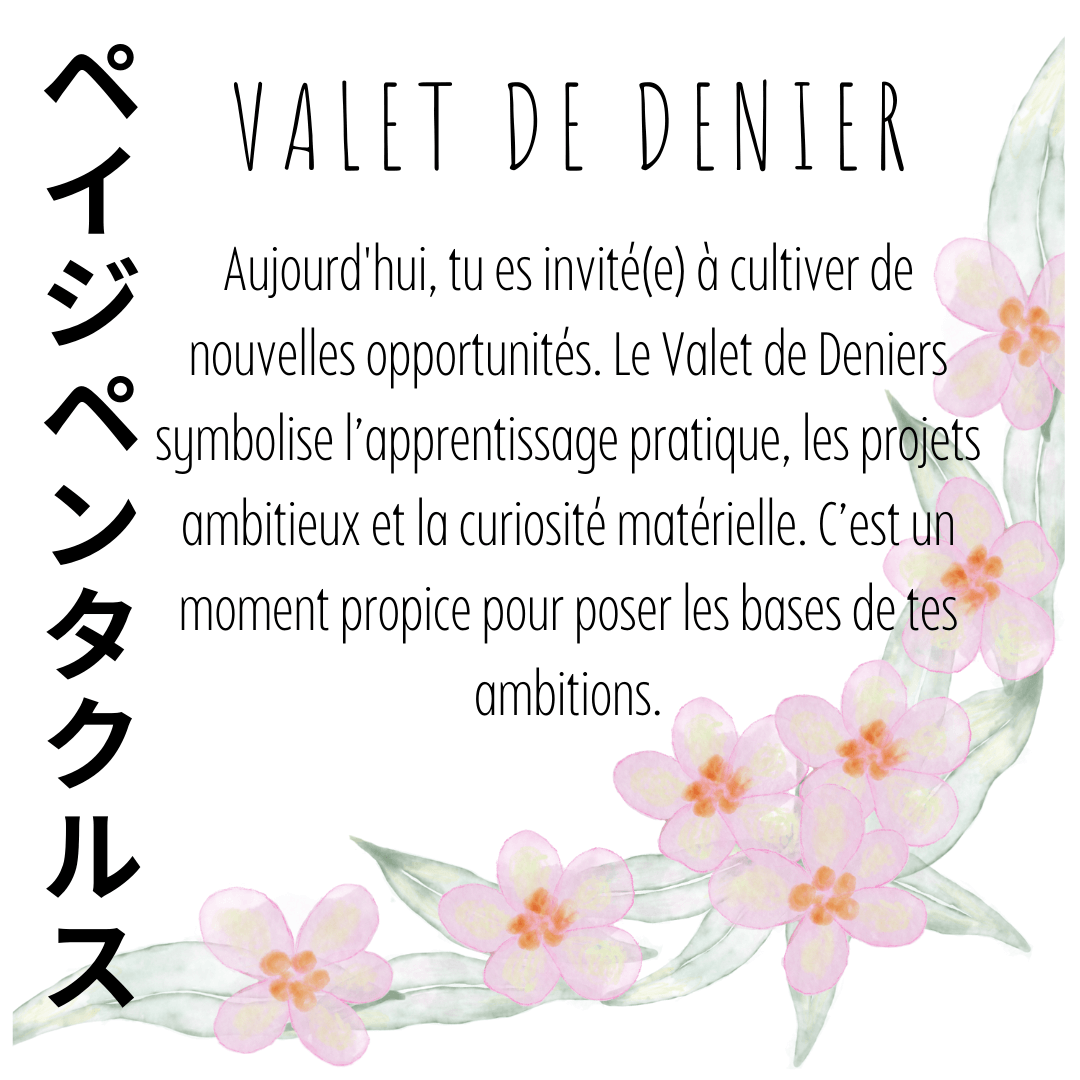 ペイジペンタクルス
VALET DE DENIER
Aujourd'hui, tu es invité(e) à cultiver de
nouvelles opportunités. Le Valet de Deniers
symbolise l’apprentissage pratique, les projets
ambitieux et la curiosité matérielle. C’est un
moment propice pour poser les bases de tes
ambitions.